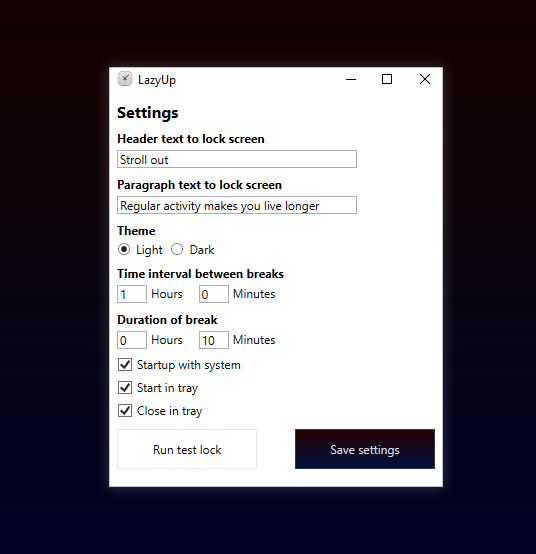 LazyUp
Settings
Header text to lock screen
Stroll out
Paragraph text to lock screen
Regular activity makes you live longer
Theme
Light Dark
Time interval between breaks
1 Hours 0 Minutes
Duration of break
0 Hours 10 Minutes
Startup with system
Start in tray
Close in tray
Run test lock Save settings